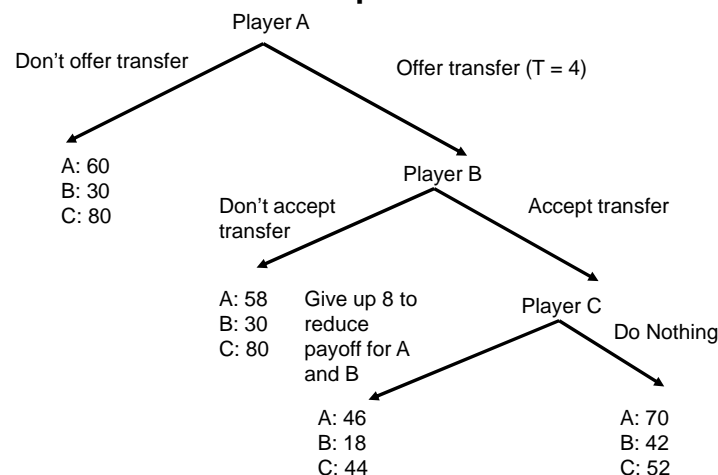 Player A
Don't offer transfer
Offer transfer (T = 4)
A: 60
B: 30
C: 80
Player B
Don't accept
transfer
Accept transfer
A: 58
B: 30
C: 80
Give up 8 to
reduce
payoff for A
and B
Player C
Do Nothing
A: 46
B: 18
C: 44
A: 70
B: 42
C: 52